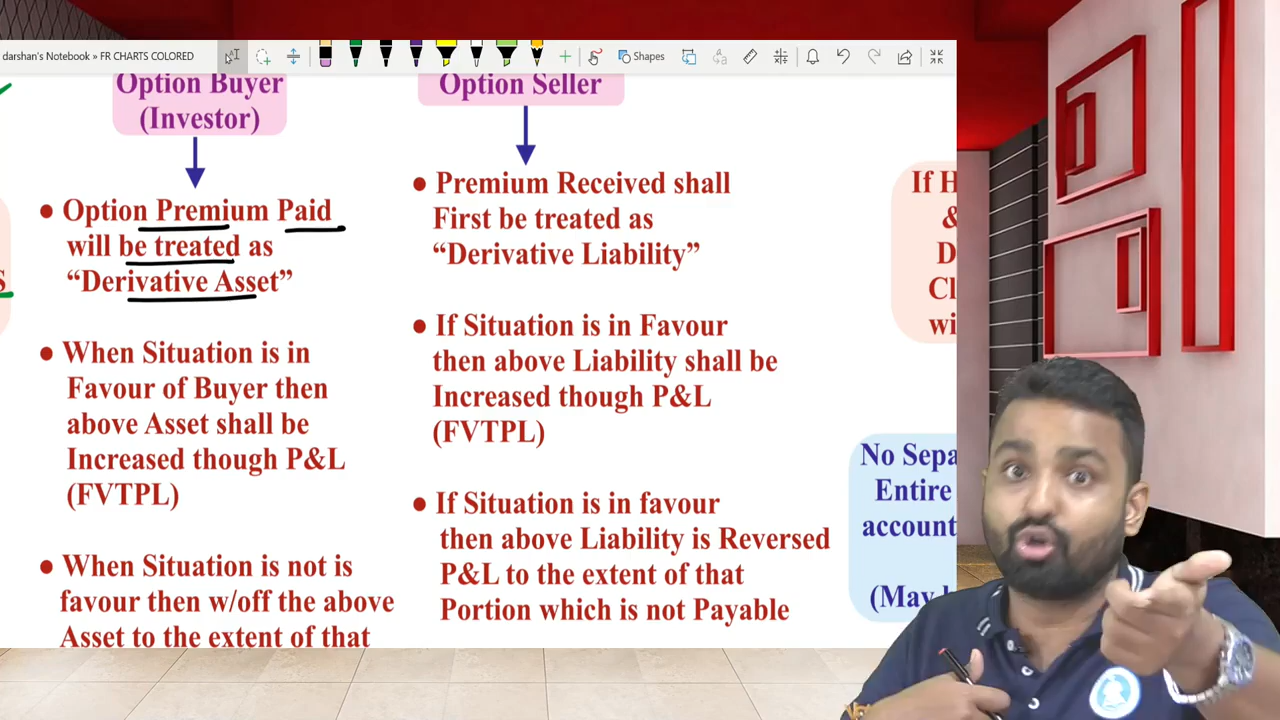 darshan's Notebook » FR CHARTS COLORED
Shapes
Option Buyer
(Investor)
● Option Premium Paid
will be treated as
“Derivative Asset”
● When Situation is in
Favour of Buyer then
above Asset shall be
Increased though P&L
(FVTPL)
● When Situation is not is
favour then w/off the above
Asset to the extent of that
Option Seller
● Premium Received shall
First be treated as
“Derivative Liability”
● If Situation is in Favour
then above Liability shall be
Increased though P&L
(FVTPL)
● If Situation is in favour
then above Liability is Reversed
P&L to the extent of that
Portion which is not Payable
If H
&
D
Cl
wi
No Sepa
Entire
account
(May b
S